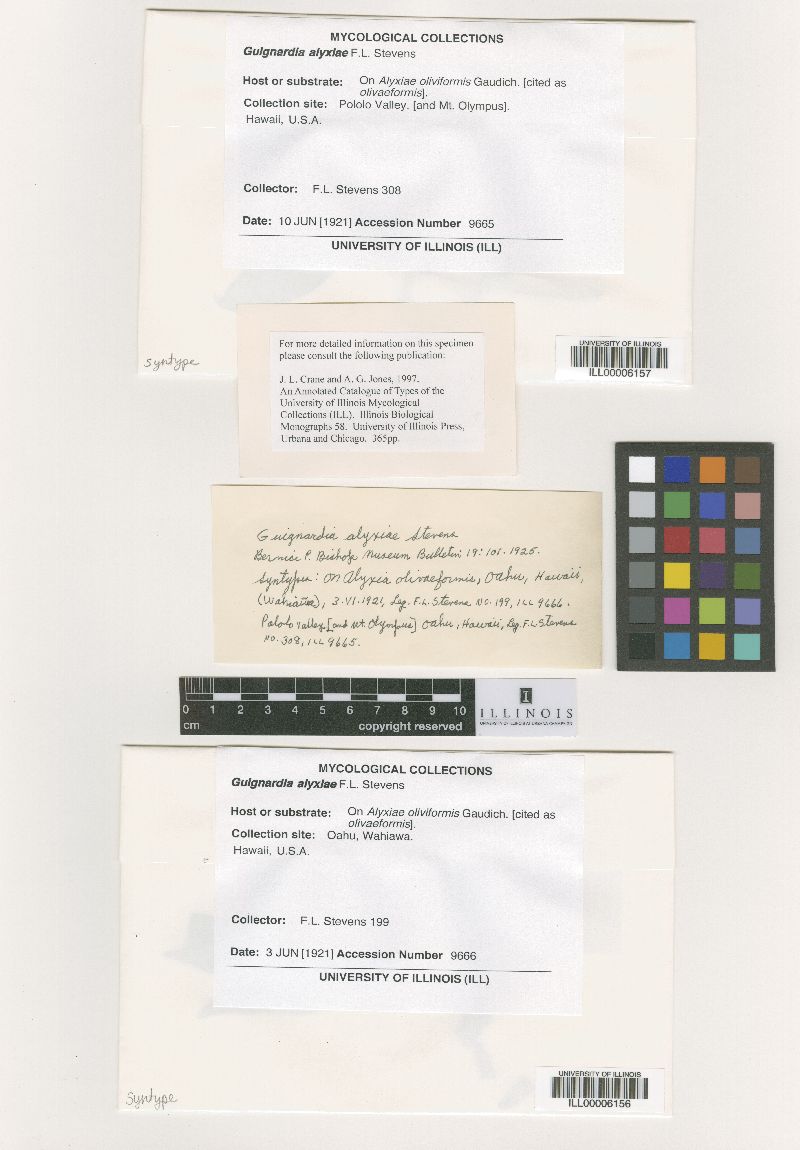 MYCOLOGICAL COLLECTIONS
Guignardia alyxiae F.L. Stevens
Host or substrate: On Alyxiae oliviformis Gaudich. [cited as
olivaeformis].
Collection site: Pololo Valley. [and Mt. Olympus].
Hawaii, U.S.A.
Collector: F.L. Stevens 308
Date: 10 JUN [1921] Accession Number 9665
UNIVERSITY OF ILLINOIS (ILL)
syntype
UNIVERSITY OF ILLINOIS
ILL00006157
For more detailed information on this specimen
please consult the following publication:
J. L. Crane and A. G. Jones, 1997.
An Annotated Catalogue of Types of the
University of Illinois Mycological
Collections (ILL). Illinois Biological
Monographs 58. University of Illinois Press,
Urbana and Chicago. 365pp.
Guignardia alyxiae Stevens
Bernice P. Bishop Museum Bulletin 19: 101. 1925.
Syntypes: On Alyxia olivaeformis, Oahu, Hawaii,
(Wahiawa), 3.VI.1921, Leg. F.L. Stevens No. 199, ILL 9666.
Pololo Valley [and Mt. Olympus] Oahu, Hawaii, Leg. F.L. Stevens
No. 308, ILL 9665.
0 1 2 3 4 5 6 7 8 9 10
cm copyright reserved
I
ILLINOIS
UNIVERSITY OF ILLINOIS AT URBANA-CHAMPAIGN
MYCOLOGICAL COLLECTIONS
Guignardia alyxiae F.L. Stevens
Host or substrate: On Alyxiae oliviformis Gaudich. [cited as
olivaeformis].
Collection site: Oahu, Wahiawa.
Hawaii, U.S.A.
Collector: F.L. Stevens 199
Date: 3 JUN [1921] Accession Number 9666
UNIVERSITY OF ILLINOIS (ILL)
Syntype
UNIVERSITY OF ILLINOIS
ILL00006156